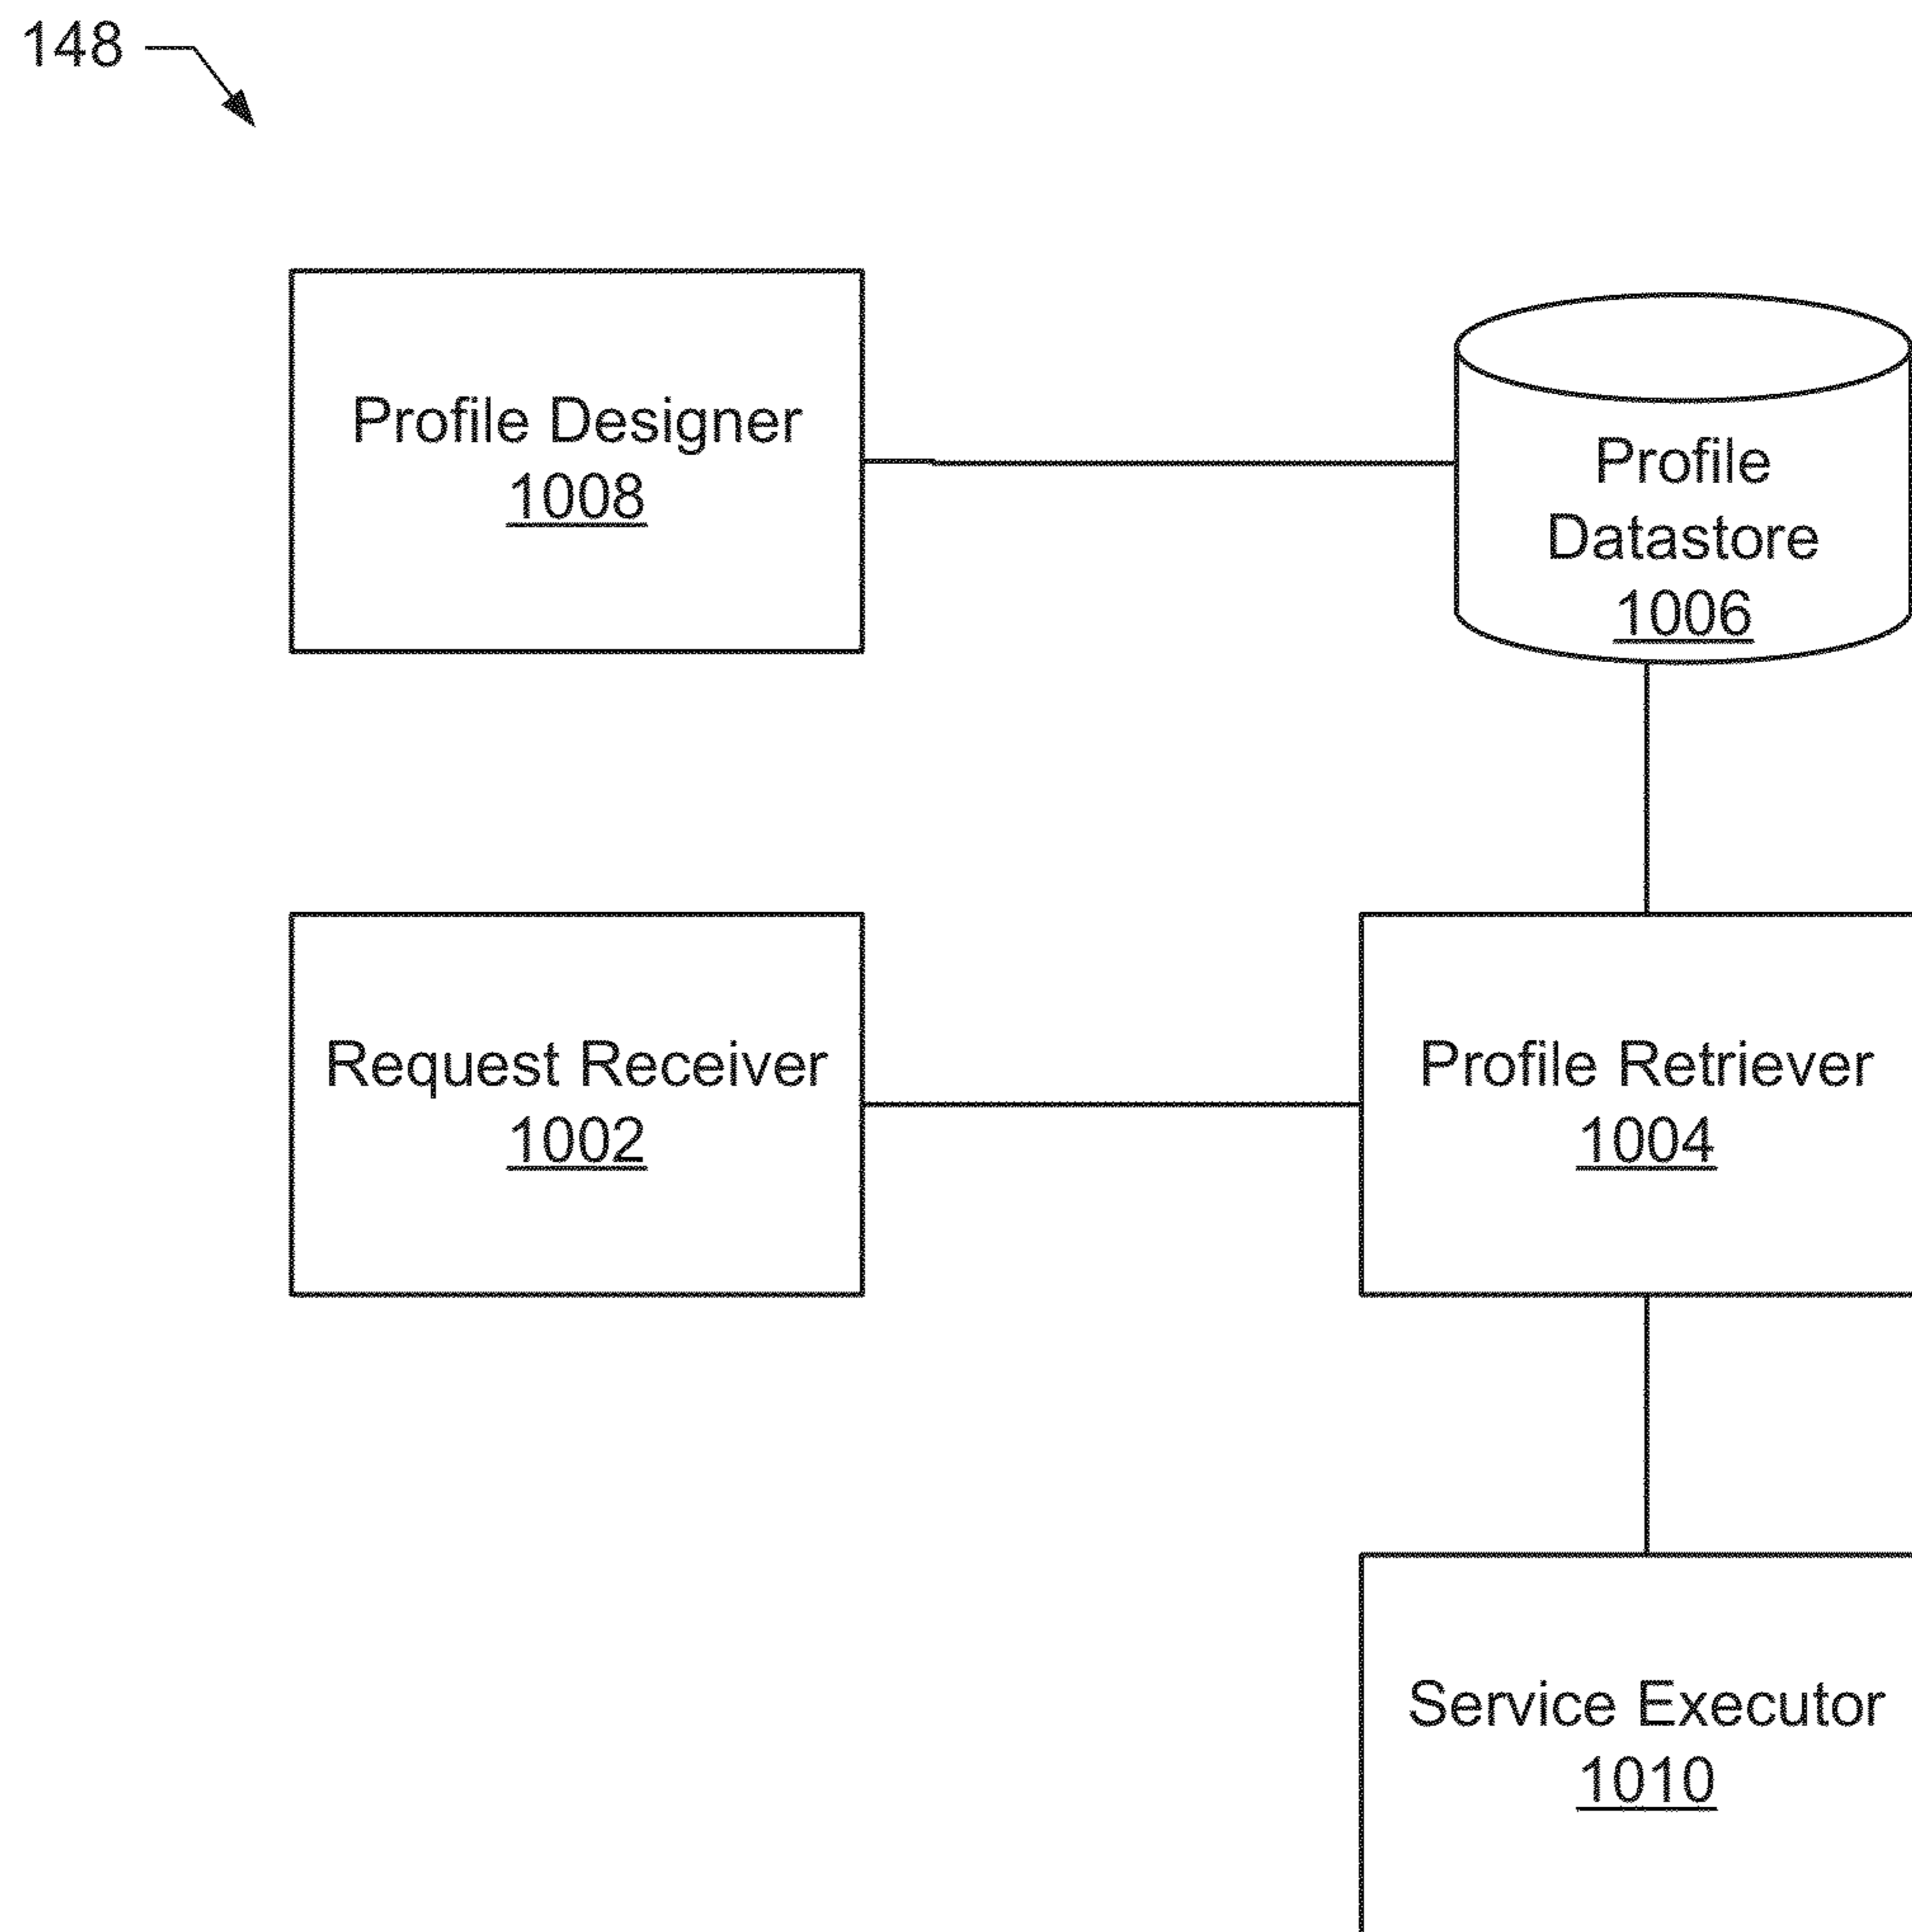 148
Profile Designer
1008
Profile
Datastore
1006
Request Receiver
1002
Profile Retriever
1004
Service Executor
1010